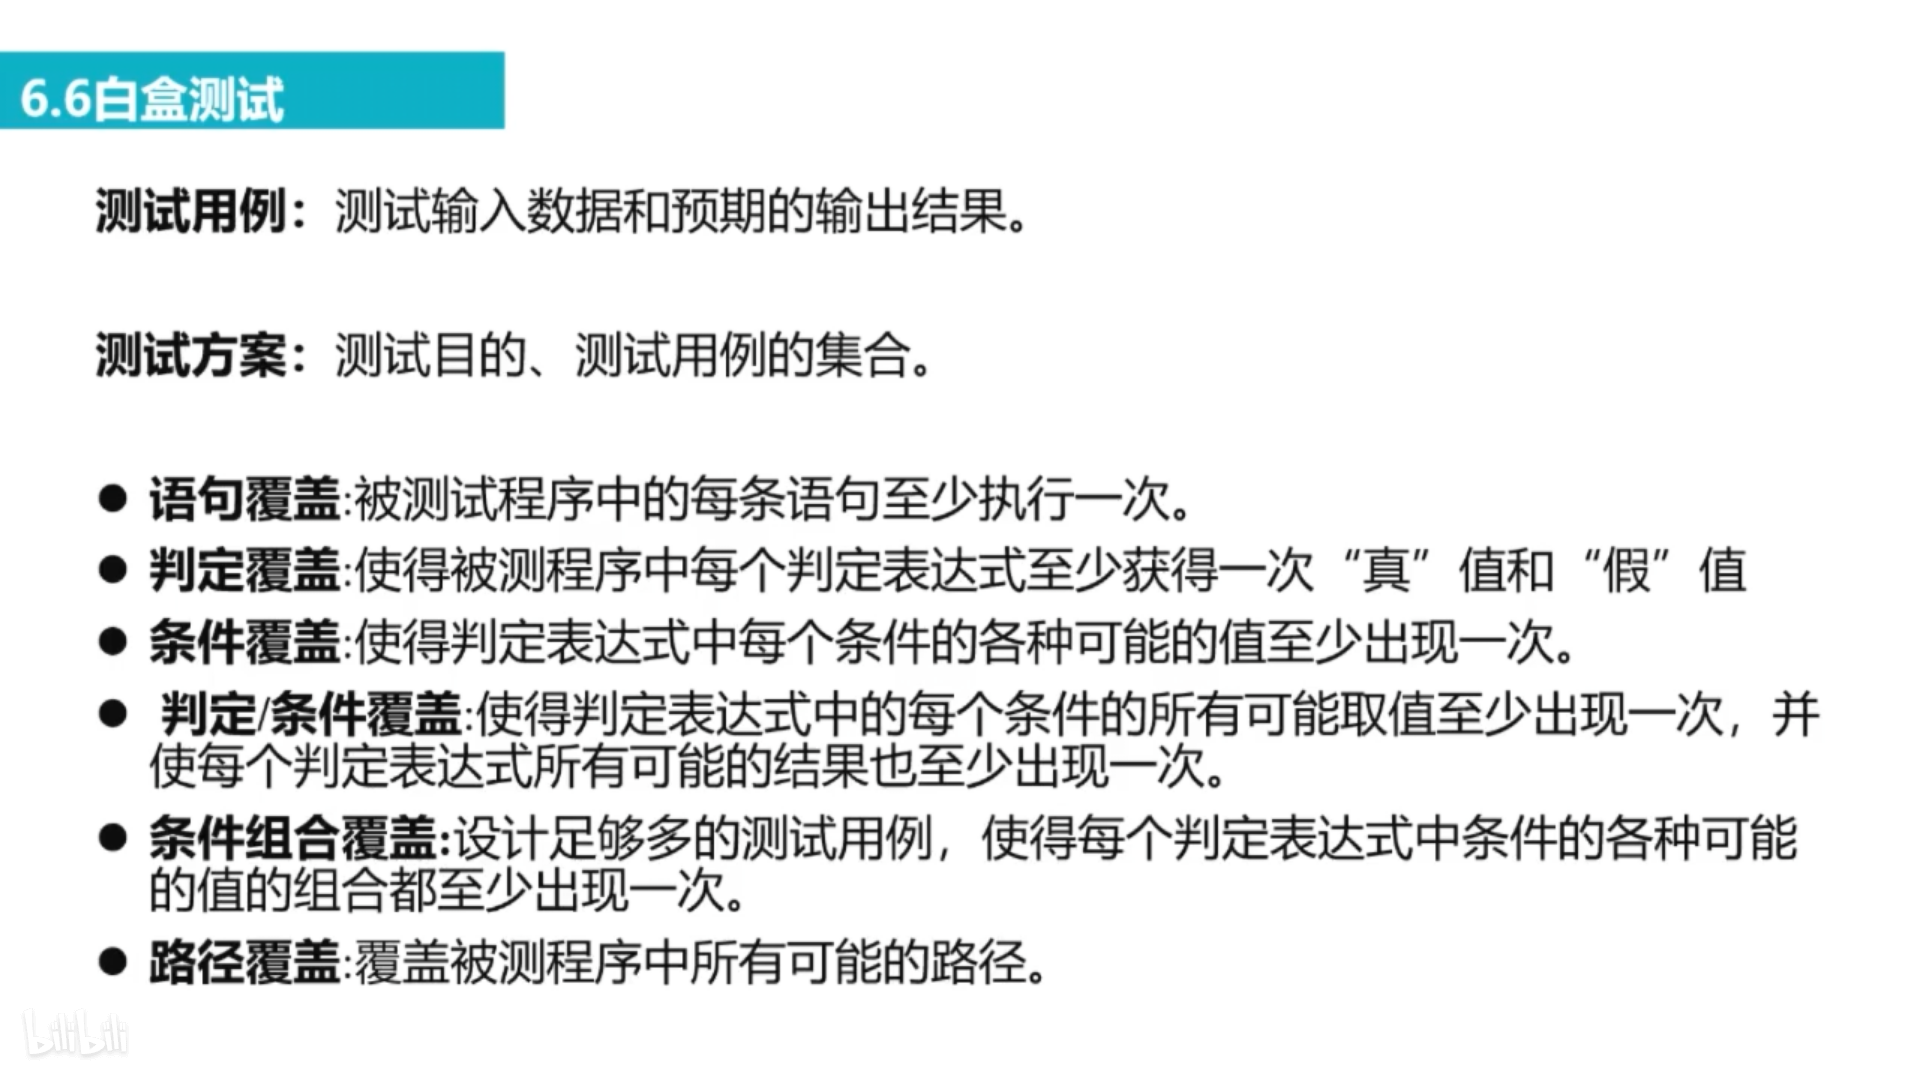 6.6白盒测试
测试用例：测试输入数据和预期的输出结果。
测试方案：测试目的、测试用例的集合。
● 语句覆盖:被测试程序中的每条语句至少执行一次。
● 判定覆盖:使得被测程序中每个判定表达式至少获得一次“真”值和“假”值
● 条件覆盖:使得判定表达式中每个条件的各种可能的值至少出现一次。
● 判定/条件覆盖:使得判定表达式中的每个条件的所有可能取值至少出现一次，并
使每个判定表达式所有可能的结果也至少出现一次。
● 条件组合覆盖:设计足够多的测试用例，使得每个判定表达式中条件的各种可能
的值的组合都至少出现一次。
● 路径覆盖:覆盖被测程序中所有可能的路径。
bilibili